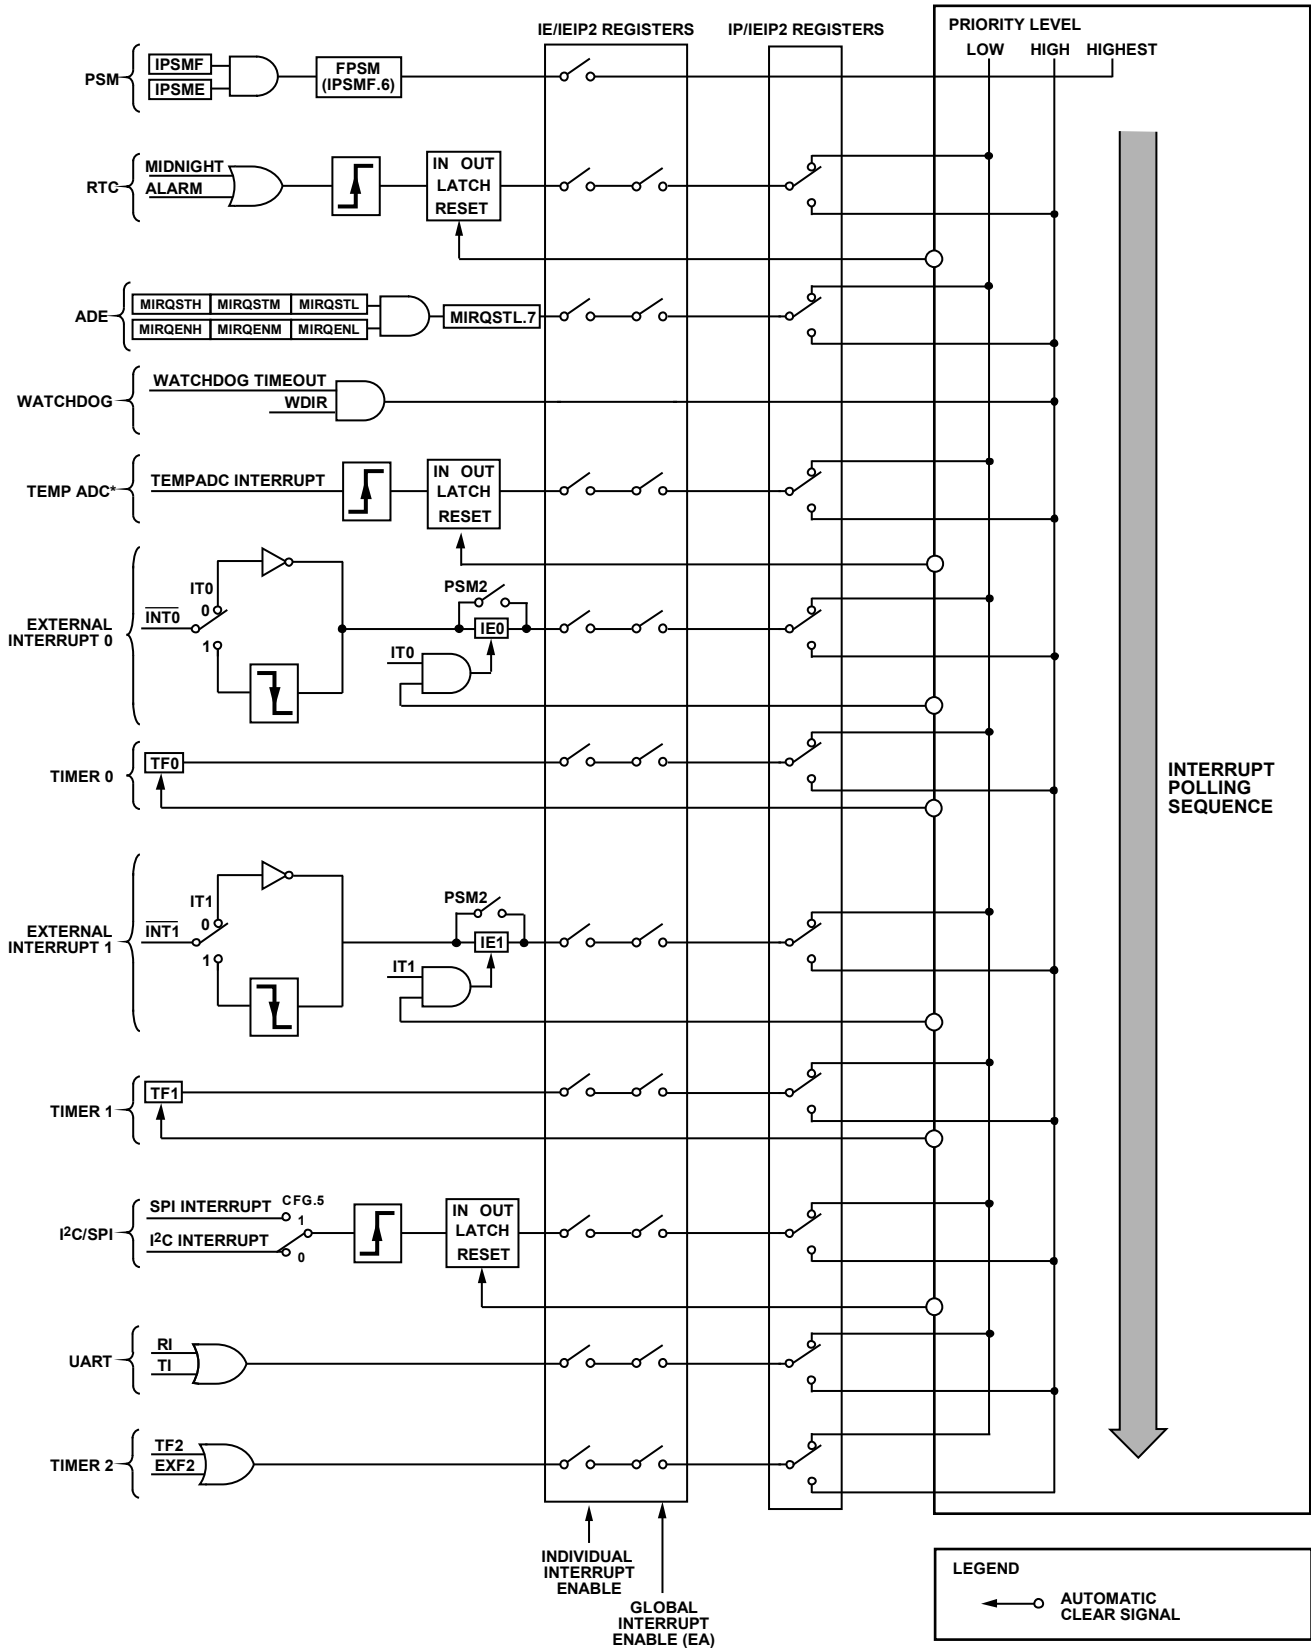 IE/IEIP2 REGISTERS
IP/IEIP2 REGISTERS
PRIORITY LEVEL
LOW HIGH HIGHEST
PSM
IPSMF
IPSME
FPSM
(IPSMF.6)
RTC
MIDNIGHT
ALARM
IN OUT
LATCH
RESET
ADE
MIRQSTH MIRQSTM MIRQSTL
MIRQENH MIRQENM MIRQENL
MIRQSTL.7
WATCHDOG
WATCHDOG TIMEOUT
WDIR
TEMP ADC*
TEMPADC INTERRUPT
IN OUT
LATCH
RESET
EXTERNAL
INTERRUPT 0
INT0
IT0
0
1
PSM2
IE0
IT0
TIMER 0
TF0
INTERRUPT
POLLING
SEQUENCE
EXTERNAL
INTERRUPT 1
INT1
IT1
0
1
PSM2
IE1
IT1
TIMER 1
TF1
I2C/SPI
SPI INTERRUPT
I2C INTERRUPT
CFG.5
1
0
IN OUT
LATCH
RESET
UART
RI
TI
TIMER 2
TF2
EXF2
INDIVIDUAL
INTERRUPT
ENABLE
GLOBAL
INTERRUPT
ENABLE (EA)
LEGEND
AUTOMATIC
CLEAR SIGNAL